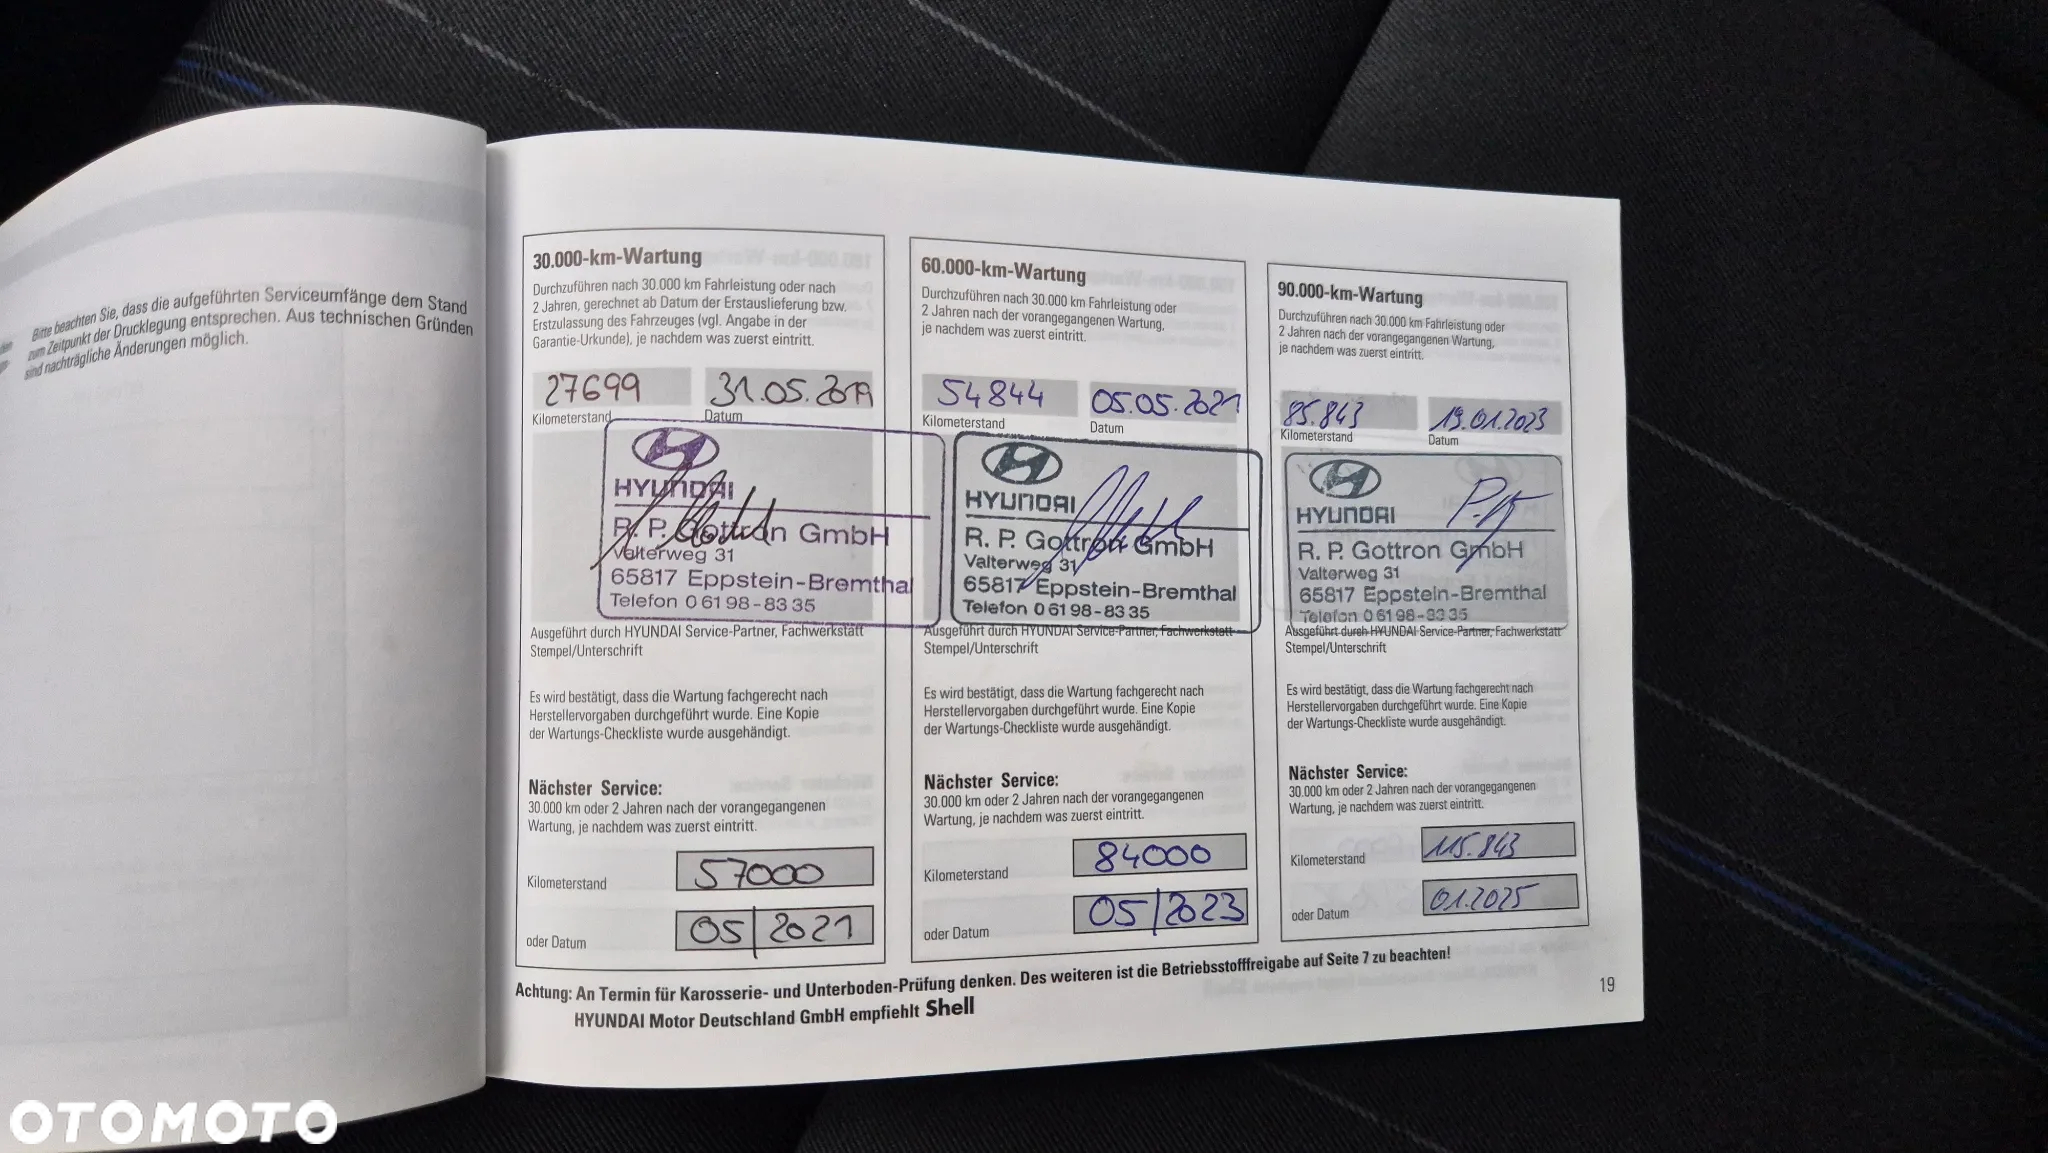 Bitte beachten Sie, dass die aufgeführten Serviceumfänge dem Stand
zum Zeitpunkt der Drucklegung entsprechen. Aus technischen Gründen
sind nachträgliche Änderungen möglich.
30.000-km-Wartung
Durchzuführen nach 30.000 km Fahrleistung oder nach
2 Jahren, gerechnet ab Datum der Erstauslieferung bzw.
Erstzulassung des Fahrzeuges (vgl. Angabe in der
Garantie-Urkunde), je nachdem was zuerst eintritt.
27699 31.05.2019
Kilometerstand Datum
HYUNDAI
R. P. Gottron GmbH
Valterweg 31
65817 Eppstein-Bremthal
Telefon 0 61 98 - 83 35
Ausgeführt durch HYUNDAI Service-Partner, Fachwerkstatt
Stempel/Unterschrift
Es wird bestätigt, dass die Wartung fachgerecht nach
Herstellervorgaben durchgeführt wurde. Eine Kopie
der Wartungs-Checkliste wurde ausgehändigt.
Nächster Service:
30.000 km oder 2 Jahren nach der vorangegangenen
Wartung, je nachdem was zuerst eintritt.
Kilometerstand 57000
oder Datum 05/2021
60.000-km-Wartung
Durchzuführen nach 30.000 km Fahrleistung oder
2 Jahren nach der vorangegangenen Wartung,
je nachdem was zuerst eintritt.
54844 05.05.2021
Kilometerstand Datum
HYUNDAI
R. P. Gottron GmbH
Valterweg 31
65817 Eppstein-Bremthal
Telefon 0 61 98 - 83 35
Ausgeführt durch HYUNDAI Service-Partner, Fachwerkstatt
Stempel/Unterschrift
Es wird bestätigt, dass die Wartung fachgerecht nach
Herstellervorgaben durchgeführt wurde. Eine Kopie
der Wartungs-Checkliste wurde ausgehändigt.
Nächster Service:
30.000 km oder 2 Jahren nach der vorangegangenen
Wartung, je nachdem was zuerst eintritt.
Kilometerstand 84000
oder Datum 05/2023
90.000-km-Wartung
Durchzuführen nach 30.000 km Fahrleistung oder
2 Jahren nach der vorangegangenen Wartung,
je nachdem was zuerst eintritt.
85.843 19.01.2023
Kilometerstand Datum
HYUNDAI
R. P. Gottron GmbH
Valterweg 31
65817 Eppstein-Bremthal
Telefon 0 61 98 - 83 35
Ausgeführt durch HYUNDAI Service-Partner, Fachwerkstatt
Stempel/Unterschrift
Es wird bestätigt, dass die Wartung fachgerecht nach
Herstellervorgaben durchgeführt wurde. Eine Kopie
der Wartungs-Checkliste wurde ausgehändigt.
Nächster Service:
30.000 km oder 2 Jahren nach der vorangegangenen
Wartung, je nachdem was zuerst eintritt.
Kilometerstand 115.843
oder Datum 01.2025
Achtung: An Termin für Karosserie- und Unterboden-Prüfung denken. Des weiteren ist die Betriebsstofffreigabe auf Seite 7 zu beachten!
HYUNDAI Motor Deutschland GmbH empfiehlt Shell
19
OTOMOTO